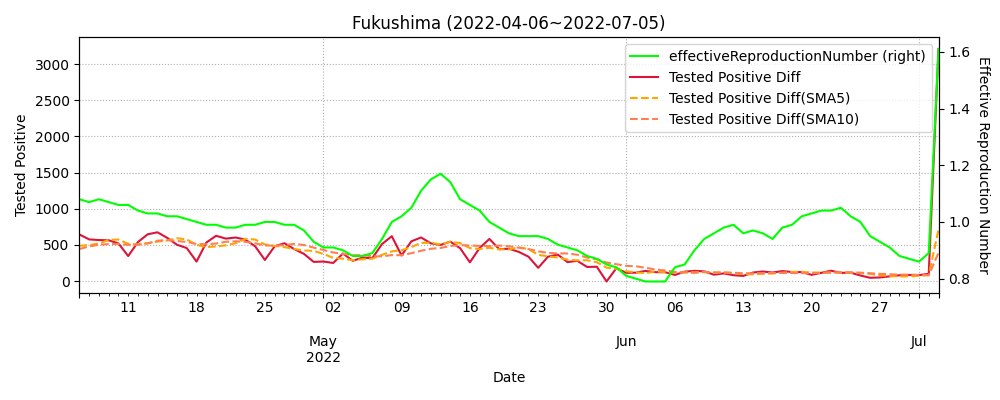 Fukushima (2022-04-06~2022-07-05)
effectiveReproductionNumber (right)
Tested Positive Diff
Tested Positive Diff(SMA5)
Tested Positive Diff(SMA10)
Tested Positive
3000
2500
2000
1500
1000
500
0
1.6
1.4
1.2
1.0
0.8
Effective Reproduction Number
11 18 25 02 09 16 23 30 06 13 20 27
May Jun Jul
2022
Date